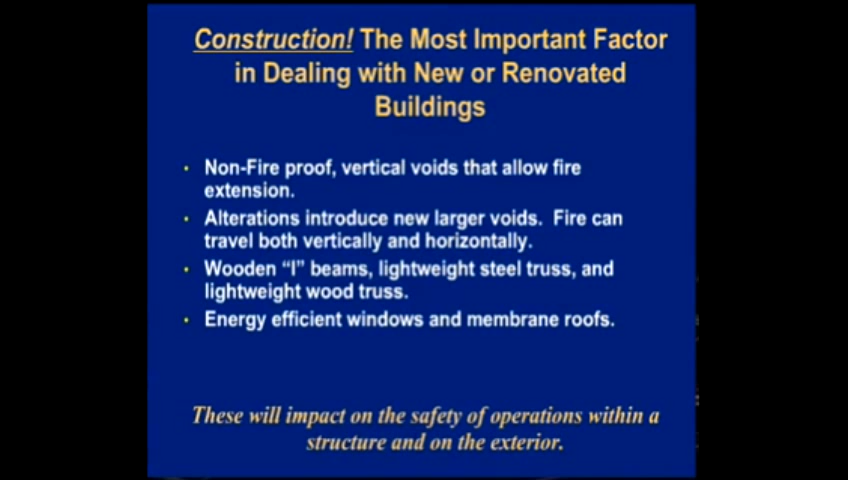 Construction! The Most Important Factor
in Dealing with New or Renovated
Buildings
• Non-Fire proof, vertical voids that allow fire
extension.
• Alterations introduce new larger voids. Fire can
travel both vertically and horizontally.
• Wooden “I” beams, lightweight steel truss, and
lightweight wood truss.
• Energy efficient windows and membrane roofs.
These will impact on the safety of operations within a
structure and on the exterior.